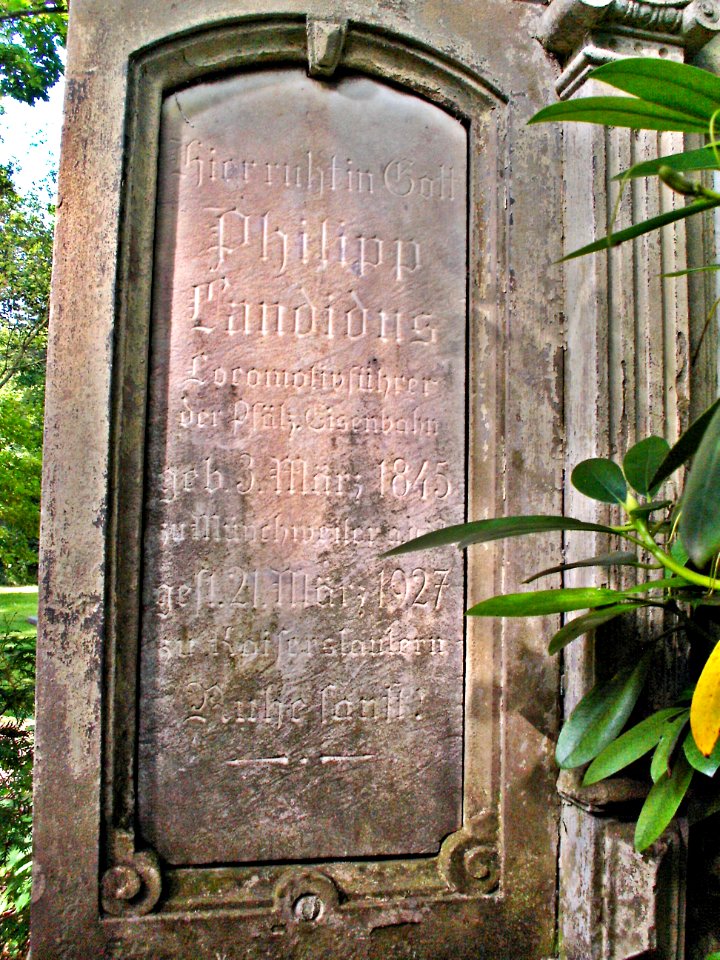 Hier ruht in Gott
Philipp
Candidus
Locomotivführer
der Pfälz. Eisenbahn
geb. 3. März 1845
zu Münchweiler a.
gest. 21. März 1927
zu Kaiserslautern
Ruhe sanft!